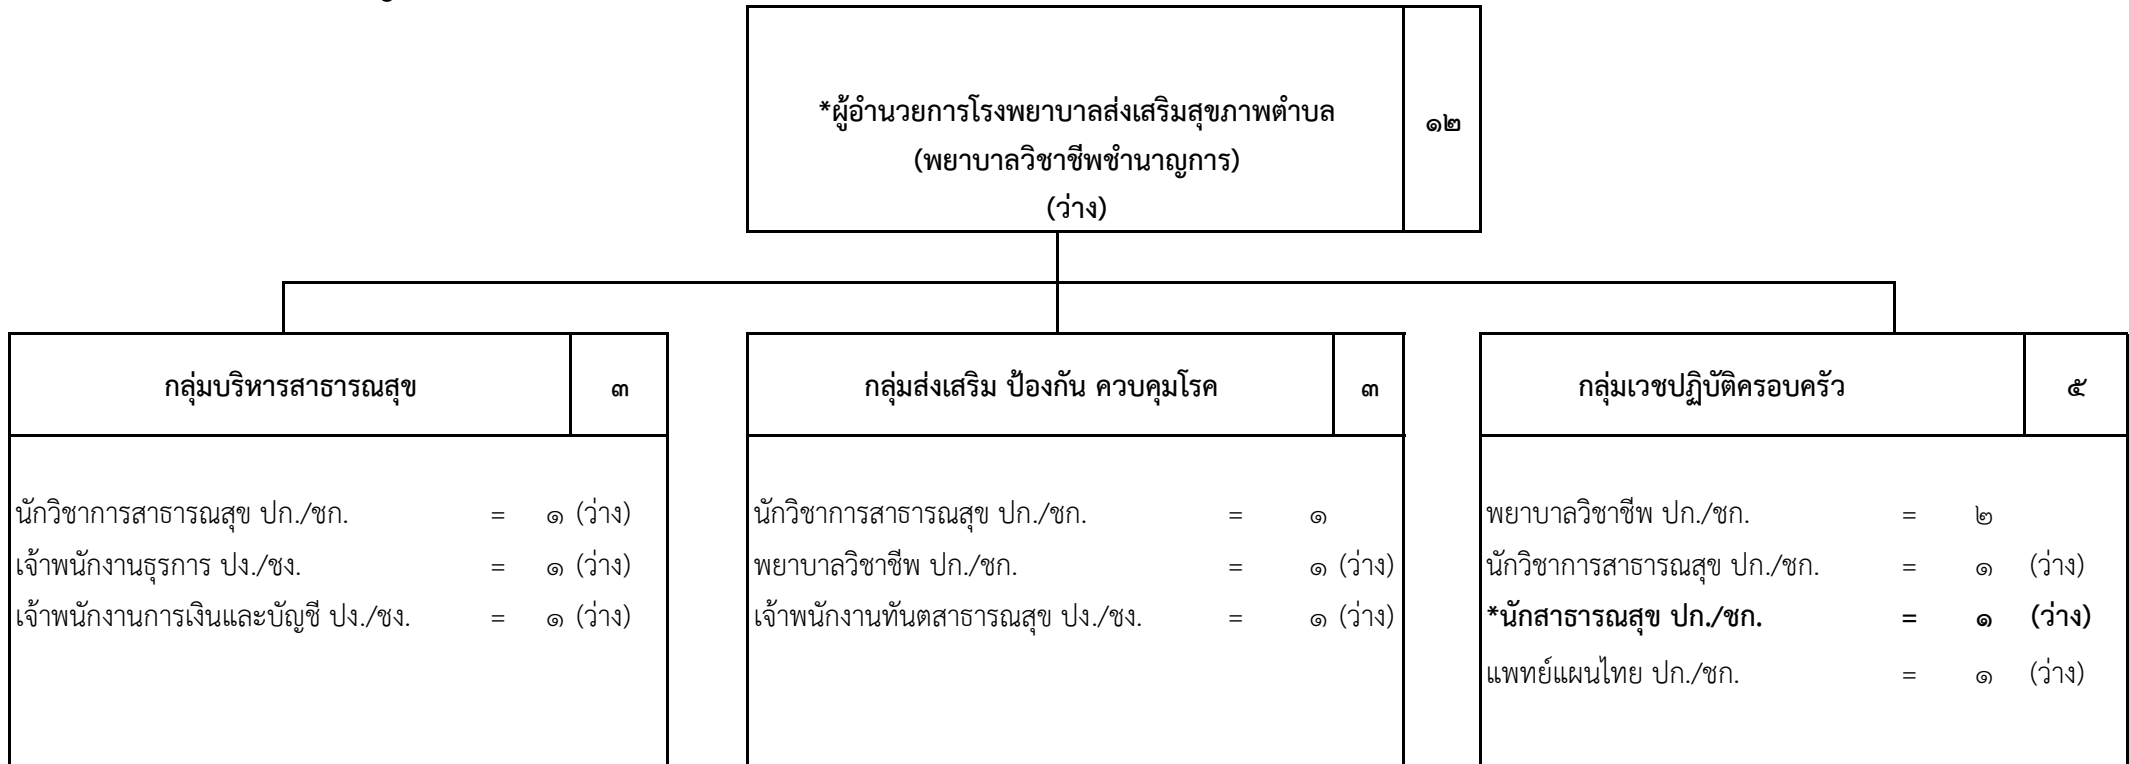 *ผู้อำนวยการโรงพยาบาลส่งเสริมสุขภาพตำบล
(พยาบาลวิชาชีพชำนาญการ)
(ว่าง)
๑๒
กลุ่มบริหารสาธารณสุข ๓
นักวิชาการสาธารณสุข ปก./ชก. = ๑ (ว่าง)
เจ้าพนักงานธุรการ ปง./ชง. = ๑ (ว่าง)
เจ้าพนักงานการเงินและบัญชี ปง./ชง. = ๑ (ว่าง)
กลุ่มส่งเสริม ป้องกัน ควบคุมโรค ๓
นักวิชาการสาธารณสุข ปก./ชก. = ๑
พยาบาลวิชาชีพ ปก./ชก. = ๑ (ว่าง)
เจ้าพนักงานทันตสาธารณสุข ปง./ชง. = ๑ (ว่าง)
กลุ่มเวชปฏิบัติครอบครัว ๕
พยาบาลวิชาชีพ ปก./ชก. = ๒
นักวิชาการสาธารณสุข ปก./ชก. = ๑ (ว่าง)
*นักสาธารณสุข ปก./ชก. = ๑ (ว่าง)
แพทย์แผนไทย ปก./ชก. = ๑ (ว่าง)